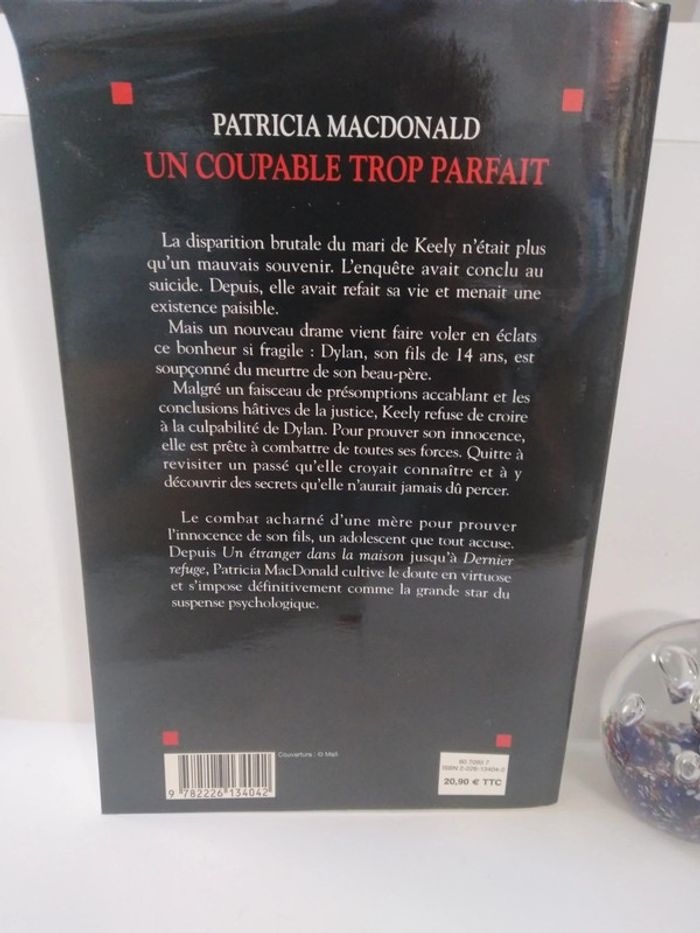 PATRICIA MACDONALD
UN COUPABLE TROP PARFAIT
La disparition brutale du mari de Keely n'était plus
qu'un mauvais souvenir. L'enquête avait conclu au
suicide. Depuis, elle avait refait sa vie et menait une
existence paisible.
Mais un nouveau drame vient faire voler en éclats
ce bonheur si fragile : Dylan, son fils de 14 ans, est
soupçonné du meurtre de son beau-père.
Malgré un faisceau de présomptions accablant et les
conclusions hâtives de la justice, Keely refuse de croire
à la culpabilité de Dylan. Pour prouver son innocence,
elle est prête à combattre de toutes ses forces. Quitte à
revisiter un passé qu'elle croyait connaître et à y
découvrir des secrets qu'elle n'aurait jamais dû percer.
Le combat acharné d'une mère pour prouver
l'innocence de son fils, un adolescent que tout accuse.
Depuis Un étranger dans la maison jusqu'à Dernier
refuge, Patricia MacDonald cultive le doute en virtuose
et s'impose définitivement comme la grande star du
suspense psychologique.
Couverture : ©
ISBN 2-226-13404-2
20,90 € TTC
9 782226 134042